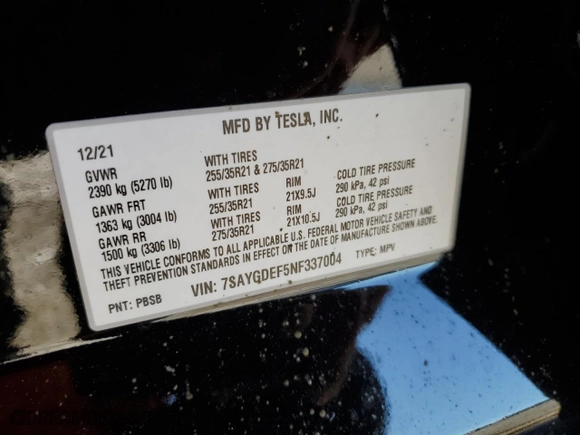 MFD BY TESLA, INC.
12/21
GVWR WITH TIRES
2390 kg (5270 lb) 255/35R21 & 275/35R21
GAWR FRT WITH TIRES RIM COLD TIRE PRESSURE
1363 kg (3004 lb) 255/35R21 21X9.5J 290 kPa, 42 psi
GAWR RR WITH TIRES RIM COLD TIRE PRESSURE
1500 kg (3306 lb) 275/35R21 21X10.5J 290 kPa, 42 psi
THIS VEHICLE CONFORMS TO ALL APPLICABLE U.S. FEDERAL MOTOR VEHICLE SAFETY AND
THEFT PREVENTION STANDARDS IN EFFECT ON THE DATE OF MANUFACTURE SHOWN ABOVE.
PNT: PBSB VIN: 7SAYGDEF5NF337004 TYPE: MPV